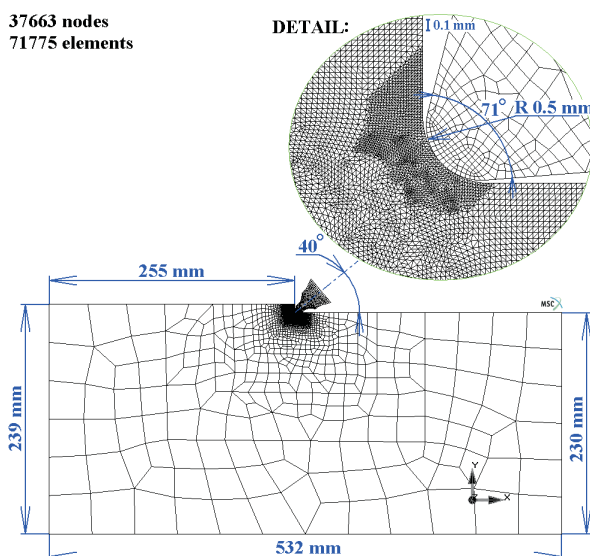 37663 nodes
71775 elements
DETAIL:
0.1 mm
71°
R 0.5 mm
40°
255 mm
MSC
239 mm
230 mm
Y
X
532 mm